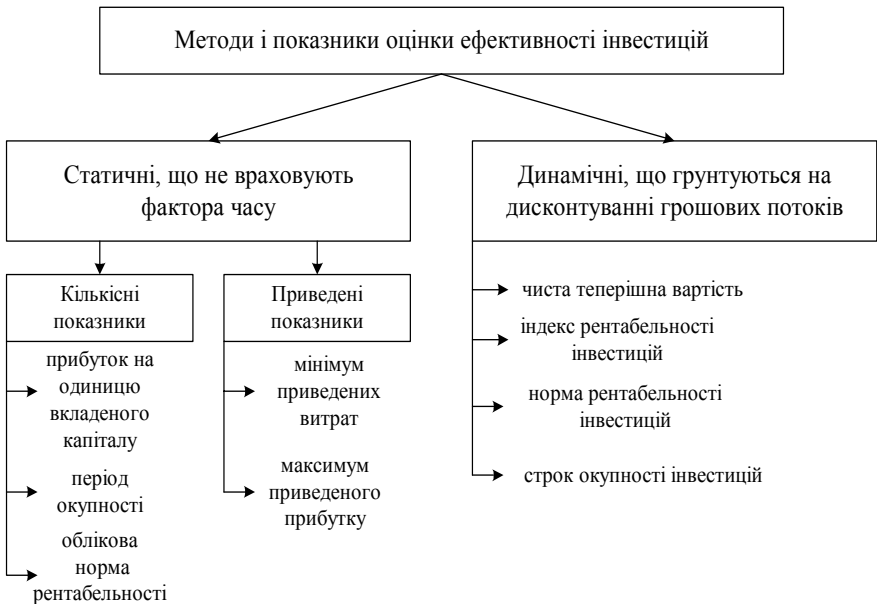 Методи і показники оцінки ефективності інвестицій
Статичні, що не враховують
фактора часу
Кількісні
показники
прибуток на
одиницю
вкладеного
капіталу
період
окупності
облікова
норма
рентабельності
Приведені
показники
мінімум
приведених
витрат
максимум
приведеного
прибутку
Динамічні, що грунтуються на
дисконтуванні грошових потоків
чиста теперішна вартість
індекс рентабельності
інвестицій
норма рентабельності
інвестицій
строк окупності інвестицій